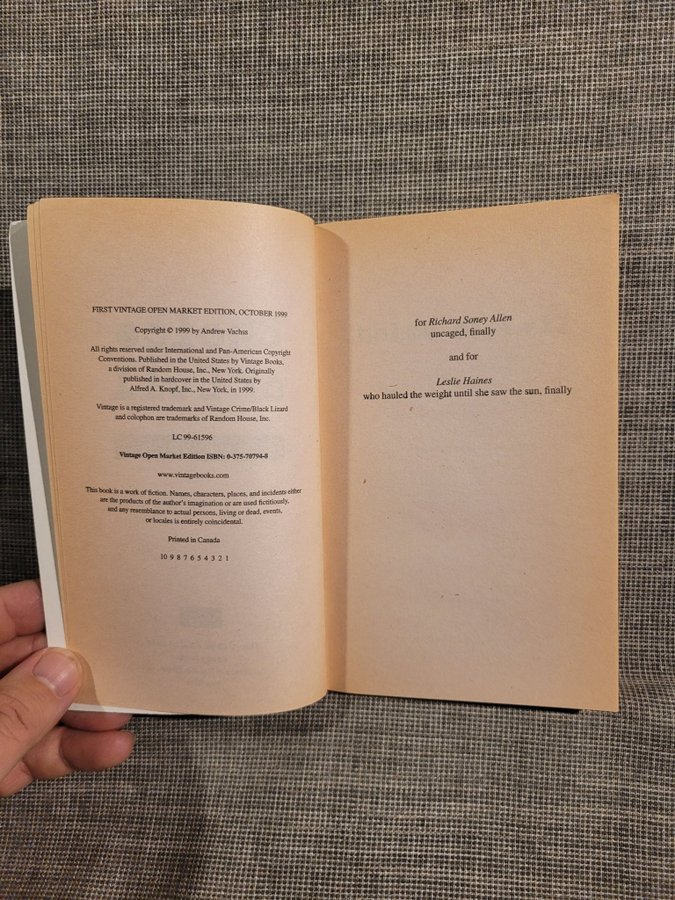 FIRST VINTAGE OPEN MARKET EDITION, OCTOBER 1999
Copyright © 1999 by Andrew Vachss
All rights reserved under International and Pan-American Copyright
Conventions. Published in the United States by Vintage Books,
a division of Random House, Inc., New York. Originally
published in hardcover in the United States by
Alfred A. Knopf, Inc., New York, in 1999.
Vintage is a registered trademark and Vintage Crime/Black Lizard
and colophon are trademarks of Random House, Inc.
LC 99-61596
Vintage Open Market Edition ISBN: 0-375-70794-8
www.vintagebooks.com
This book is a work of fiction. Names, characters, places, and incidents either
are the products of the author's imagination or are used fictitiously,
and any resemblance to actual persons, living or dead, events,
or locales is entirely coincidental.
Printed in Canada
10 9 8 7 6 5 4 3 2 1
for Richard Soney Allen
uncaged, finally
and for
Leslie Haines
who hauled the weight until she saw the sun, finally